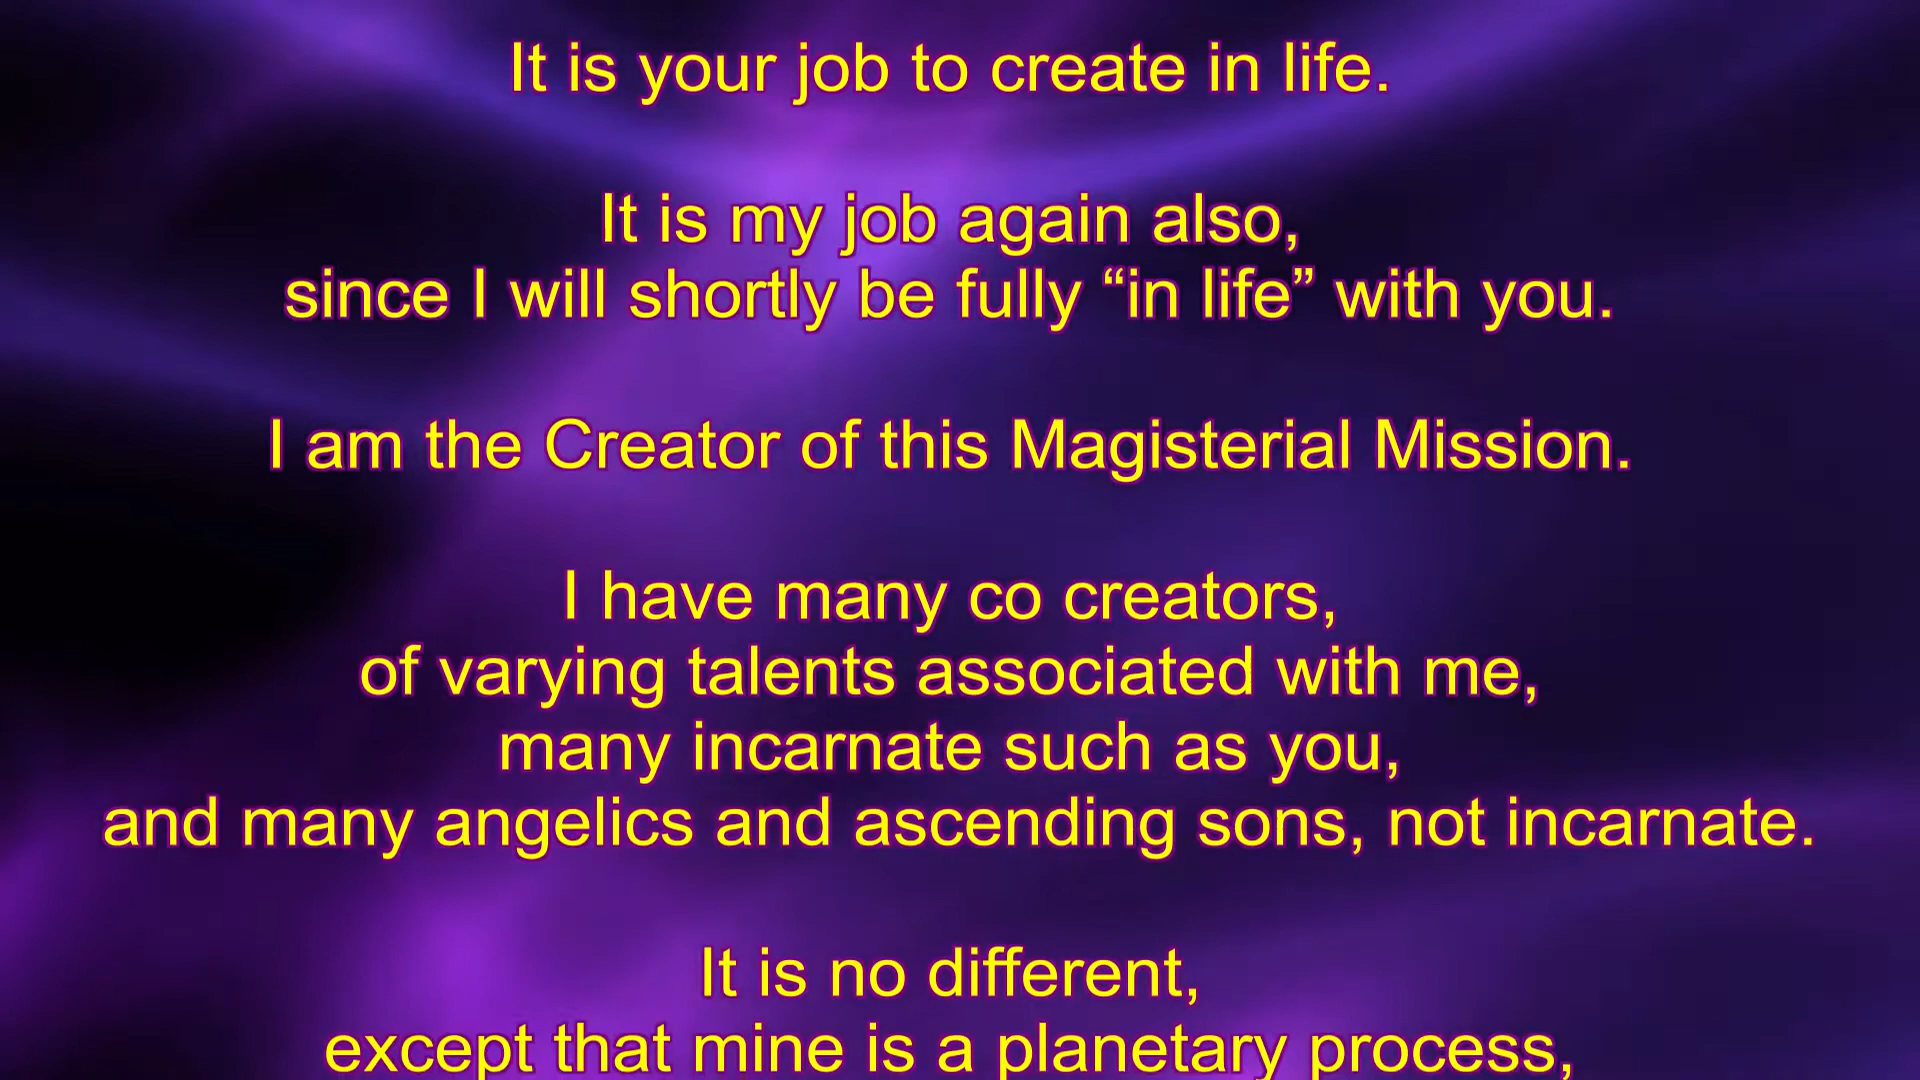 It is your job to create in life.
It is my job again also,
since I will shortly be fully “in life” with you.
I am the Creator of this Magisterial Mission.
I have many co creators,
of varying talents associated with me,
many incarnate such as you,
and many angelics and ascending sons, not incarnate.
It is no different,
except that mine is a planetary process,